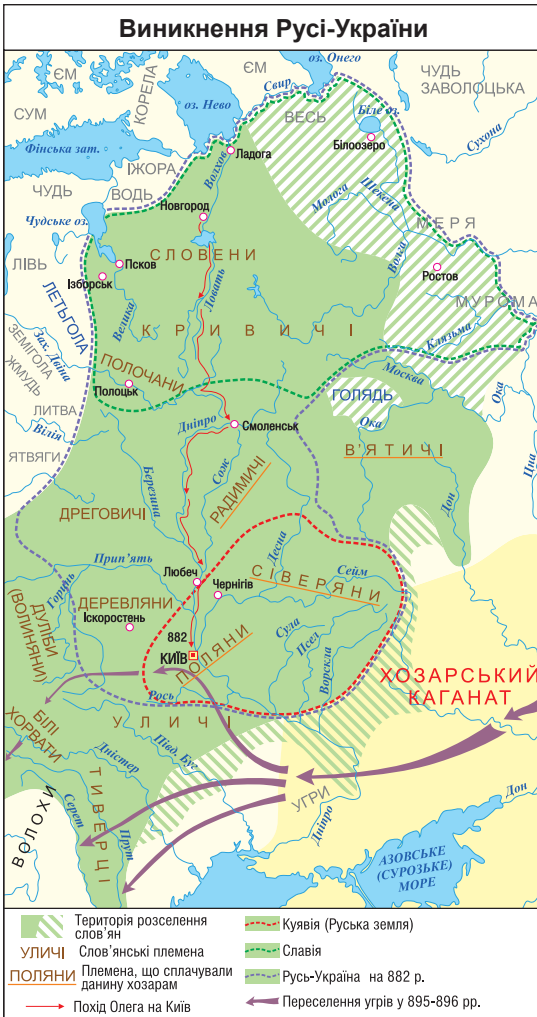 Виникнення Русі-України
ЄМ
ЄМ
оз. Онего
ЧУДЬ
ЗАВОЛОЦЬКА
КОРЕЛА
оз. Нево
Свир
СУМ
ВЕСЬ
Біле оз.
Сухона
Фінська зат.
Білоозеро
Ладога
ІЖОРА
Волхов
ЧУДЬ
ВОДЬ
Шексна
Молога
Новгород
МЕРЯ
Чудське оз.
СЛОВЕНИ
Волга
ЛІВЬ
Псков
Ростов
Ізборськ
ЛЕТЬГОЛА
Ловать
МУРОМА
Велика
КРИВИЧІ
Клязьма
ЗЕМІГОЛА
Зах. Двіна
ЖМУДЬ
ПОЛОЧАНИ
Москва
Полоцьк
ГОЛЯДЬ
Ока
ЛИТВА
Дніпро
Смоленськ
Ока
Вілія
В'ЯТИЧІ
Цна
ЯТВЯГИ
Березина
Сож
РАДИМИЧІ
Дон
ДРЕГОВИЧІ
Десна
Прип'ять
Сейм
Любеч
СІВЕРЯНИ
Горинь
Чернігів
ДУЛІБИ
(ВОЛИНЯНИ)
ДЕРЕВЛЯНИ
Іскоростень
882
Сула
Псел
КИЇВ
ПОЛЯНИ
Ворскла
ХОЗАРСЬКИЙ
КАГАНАТ
Рось
БІЛІ
ХОРВАТИ
УЛИЧІ
Дністер
Півд. Буг
ТИВЕРЦІ
УГРИ
Дон
ВОЛОХИ
Серет
Прут
Дніпро
АЗОВСЬКЕ
(СУРОЗЬКЕ)
МОРЕ
Територія розселення
слов'ян
УЛИЧІ Слов'янські племена
ПОЛЯНИ Племена, що сплачували
данину хозарам
Похід Олега на Київ
Куявія (Руська земля)
Славія
Русь-Україна на 882 р.
Переселення угрів у 895-896 рр.